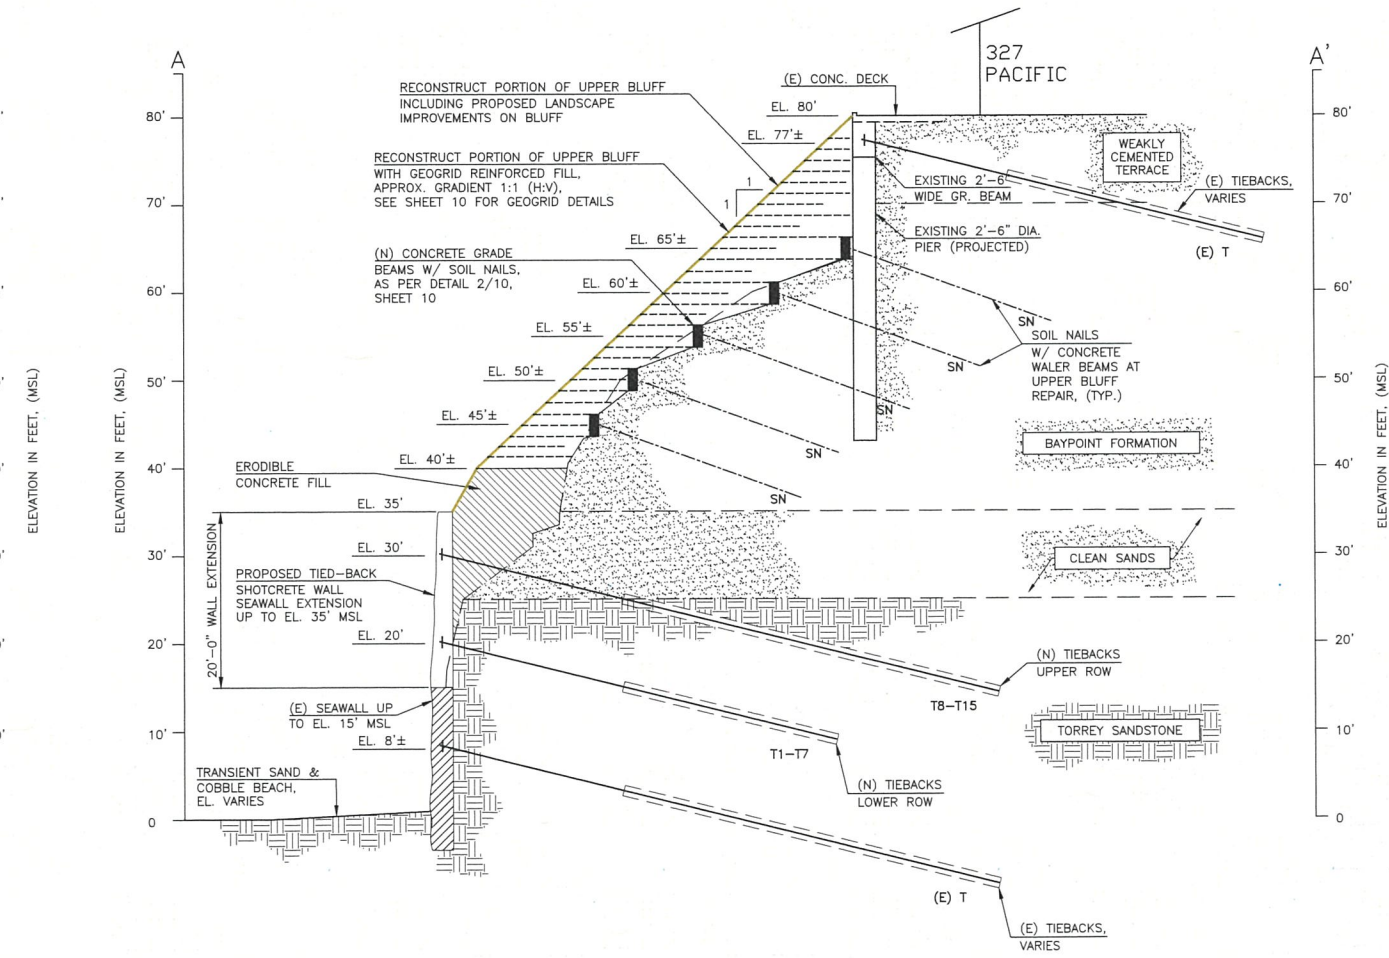 A
A'
327
PACIFIC
(E) CONC. DECK
EL. 80'
EL. 77'±
RECONSTRUCT PORTION OF UPPER BLUFF
INCLUDING PROPOSED LANDSCAPE
IMPROVEMENTS ON BLUFF
RECONSTRUCT PORTION OF UPPER BLUFF
WITH GEOGRID REINFORCED FILL,
APPROX. GRADIENT 1:1 (H:V),
SEE SHEET 10 FOR GEOGRID DETAILS
1
1
WEAKLY
CEMENTED
TERRACE
(E) TIEBACKS,
VARIES
EXISTING 2'-6"
WIDE GR. BEAM
EXISTING 2'-6" DIA.
PIER (PROJECTED)
(E) T
(N) CONCRETE GRADE
BEAMS W/ SOIL NAILS,
AS PER DETAIL 2/10,
SHEET 10
EL. 65'±
EL. 60'±
EL. 55'±
EL. 50'±
EL. 45'±
EL. 40'±
SN
SN
SN
SN
SN
SOIL NAILS
W/ CONCRETE
WALER BEAMS AT
UPPER BLUFF
REPAIR, (TYP.)
BAYPOINT FORMATION
ERODIBLE
CONCRETE FILL
EL. 35'
EL. 30'
CLEAN SANDS
20'-0" WALL EXTENSION
PROPOSED TIED-BACK
SHOTCRETE WALL
SEAWALL EXTENSION
UP TO EL. 35' MSL
EL. 20'
(N) TIEBACKS
UPPER ROW
T8-T15
(E) SEAWALL UP
TO EL. 15' MSL
EL. 8'±
TORREY SANDSTONE
T1-T7
(N) TIEBACKS
LOWER ROW
TRANSIENT SAND &
COBBLE BEACH,
EL. VARIES
(E) T
(E) TIEBACKS,
VARIES
ELEVATION IN FEET, (MSL)
ELEVATION IN FEET, (MSL)
80'
70'
60'
50'
40'
30'
20'
10'
0
80'
70'
60'
50'
40'
30'
20'
10'
0
ELEVATION IN FEET, (MSL)